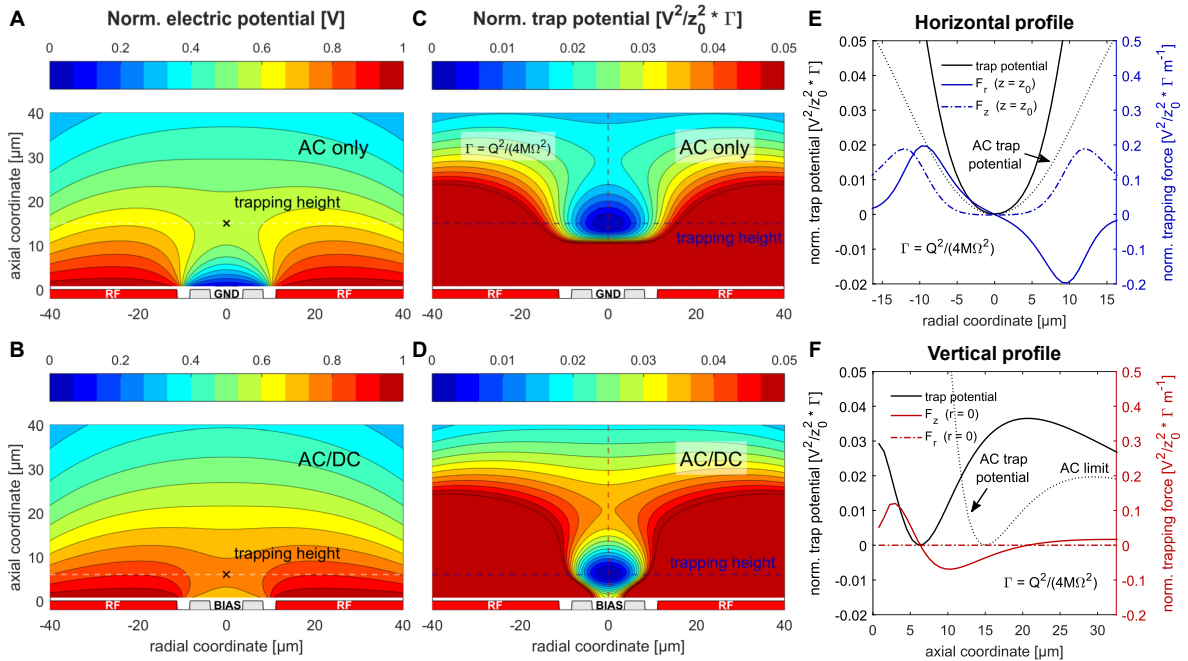 A
Norm. electric potential [V]
0 0.2 0.4 0.6 0.8 1
AC only
trapping height
axial coordinate [µm]
40
30
20
10
0
RF GND RF
-40 -20 0 20 40
B
0 0.2 0.4 0.6 0.8 1
AC/DC
trapping height
axial coordinate [µm]
40
30
20
10
0
RF BIAS RF
-40 -20 0 20 40
radial coordinate [µm]
C
Norm. trap potential [V²/z₀² * Γ]
0 0.01 0.02 0.03 0.04 0.05
Γ = Q²/(4MΩ²)
AC only
trapping height
40
30
20
10
0
RF GND RF
-40 -20 0 20 40
D
0 0.01 0.02 0.03 0.04 0.05
AC/DC
trapping height
40
30
20
10
0
RF BIAS RF
-40 -20 0 20 40
radial coordinate [µm]
E
Horizontal profile
norm. trap potential [V²/z₀² * Γ]
0.05
0.04
0.03
0.02
0.01
0
-0.01
-0.02
trap potential
Fᵣ (z = z₀)
F_z (z = z₀)
AC trap
potential
Γ = Q²/(4MΩ²)
0.5
0.4
0.3
0.2
0.1
0
-0.1
-0.2
norm. trapping force [V²/z₀² * Γ m⁻¹]
-15 -10 -5 0 5 10 15
radial coordinate [µm]
F
Vertical profile
norm. trap potential [V²/z₀² * Γ]
0.05
0.04
0.03
0.02
0.01
0
-0.01
-0.02
trap potential
F_z (r = 0)
Fᵣ (r = 0)
AC trap
potential
AC limit
Γ = Q²/(4MΩ²)
0.5
0.4
0.3
0.2
0.1
0
-0.1
-0.2
norm. trapping force [V²/z₀² * Γ m⁻¹]
0 5 10 15 20 25 30
axial coordinate [µm]